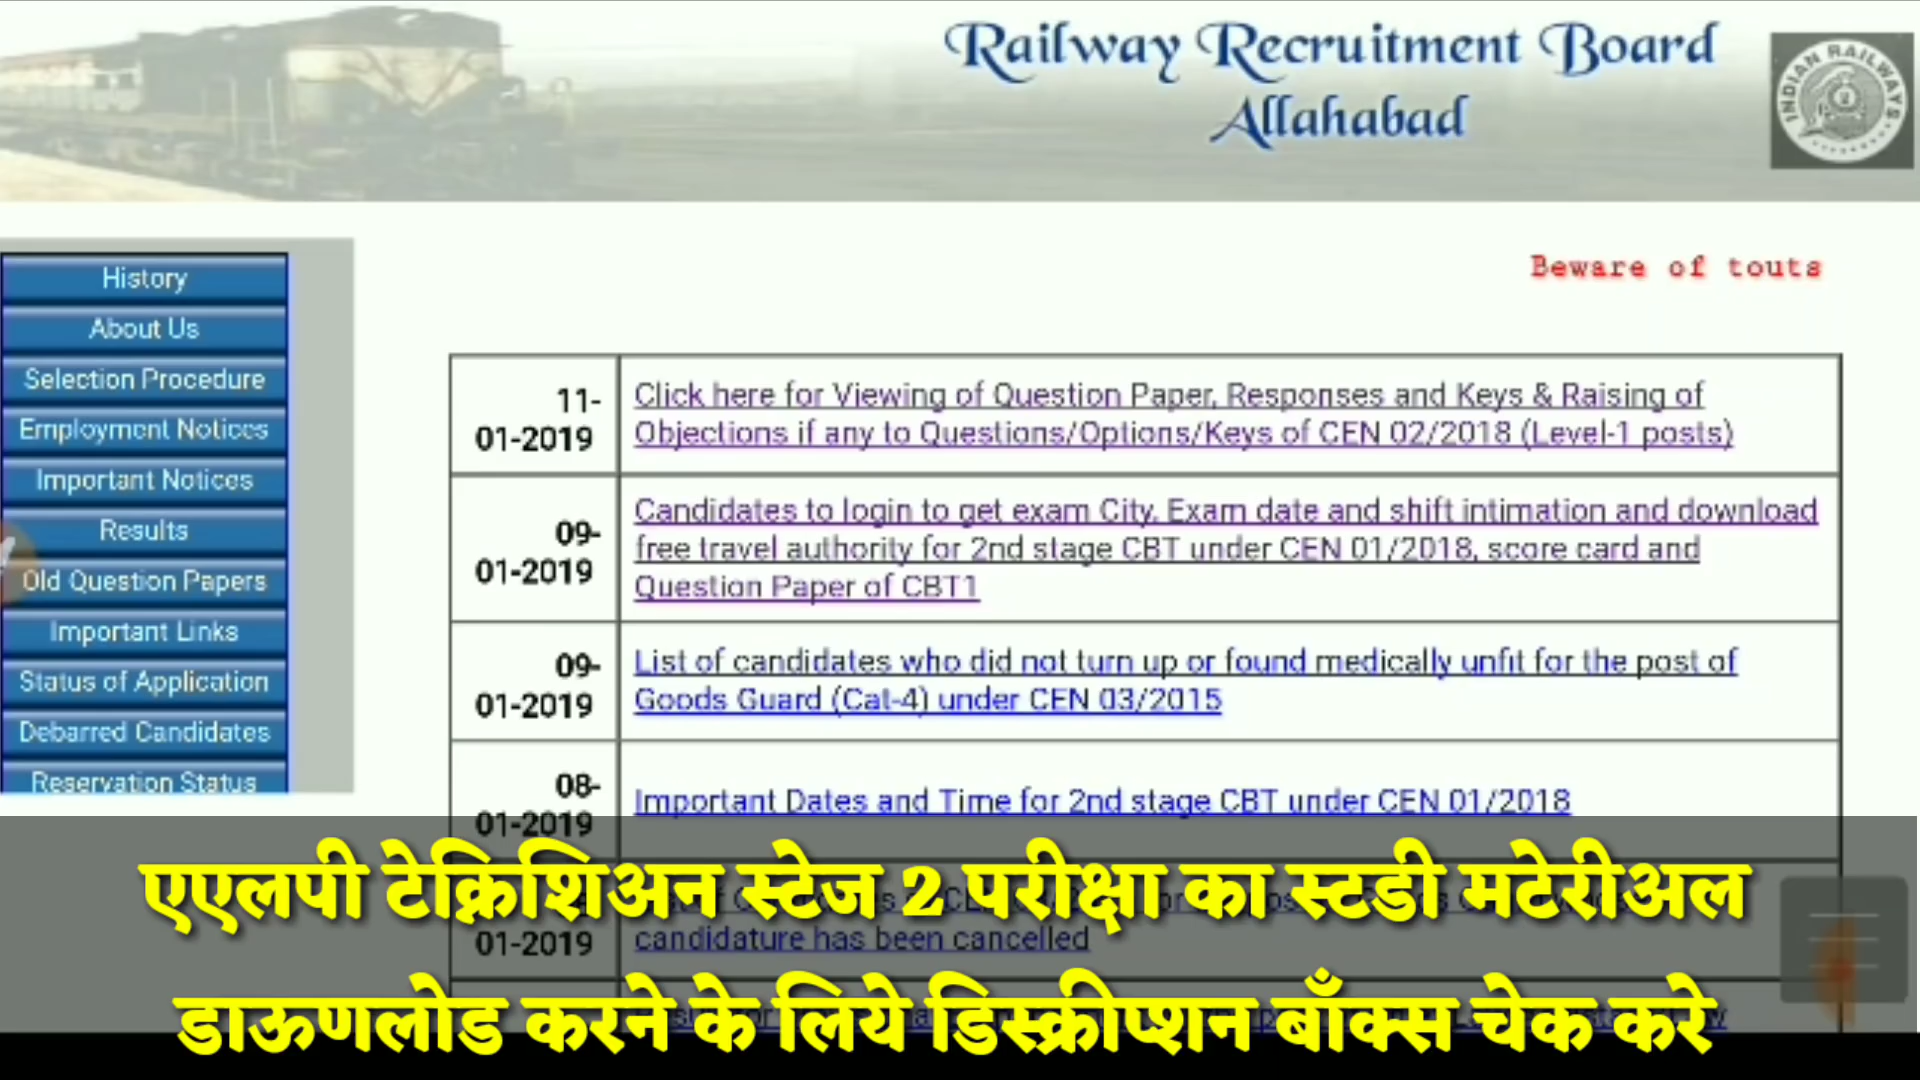 Railway Recruitment Board
Allahabad
INDIAN RAILWAYS
Beware of touts
History
About Us
Selection Procedure
Employment Notices
Important Notices
Results
Old Question Papers
Important Links
Status of Application
Debarred Candidates
Reservation Status
11-
01-2019
Click here for Viewing of Question Paper, Responses and Keys & Raising of
Objections if any to Questions/Options/Keys of CEN 02/2018 (Level-1 posts)
09-
01-2019
Candidates to login to get exam City, Exam date and shift intimation and download
free travel authority for 2nd stage CBT under CEN 01/2018, score card and
Question Paper of CBT1
09-
01-2019
List of candidates who did not turn up or found medically unfit for the post of
Goods Guard (Cat-4) under CEN 03/2015
08-
01-2019
Important Dates and Time for 2nd stage CBT under CEN 01/2018
01-2019
candidature has been cancelled
एएलपी टेक्निशिअन स्टेज 2 परीक्षा का स्टडी मटेरीअल
डाऊणलोड करने के लिये डिस्क्रीप्शन बॉंक्स चेक करे